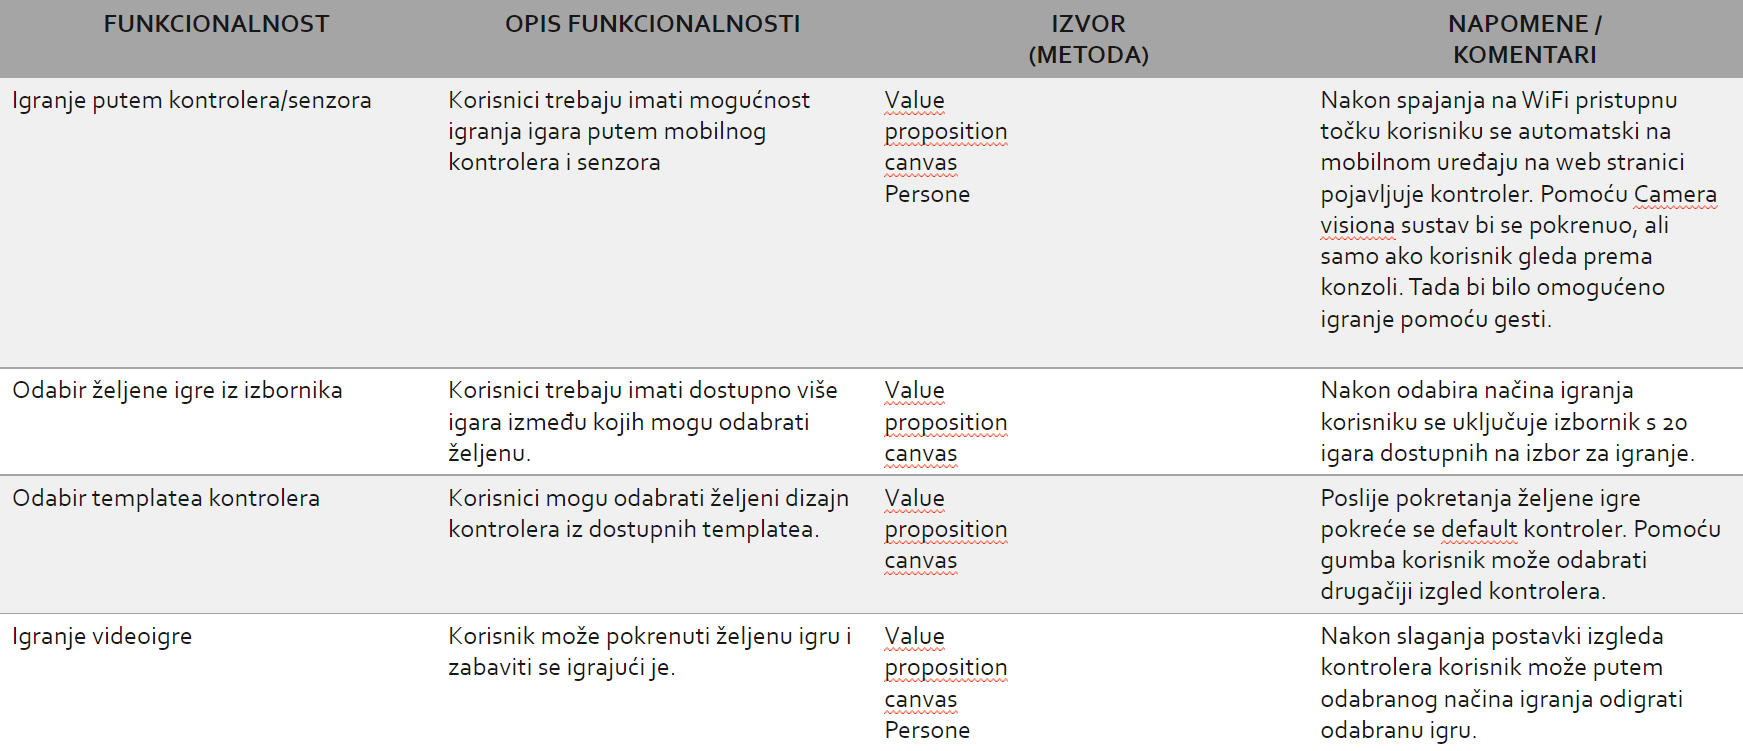 FUNKCIONALNOST
OPIS FUNKCIONALNOSTI
IZVOR
(METODA)
NAPOMENE /
KOMENTARI
Igranje putem kontrolera/senzora
Korisnici trebaju imati mogućnost
igranja igara putem mobilnog
kontrolera i senzora
Value
proposition
canvas
Persone
Nakon spajanja na WiFi pristupnu
točku korisniku se automatski na
mobilnom uređaju na web stranici
pojavljuje kontroler. Pomoću Camera
visiona sustav bi se pokrenuo, ali
samo ako korisnik gleda prema
konzoli. Tada bi bilo omogućeno
igranje pomoću gesti.
Odabir željene igre iz izbornika
Korisnici trebaju imati dostupno više
igara između kojih mogu odabrati
željenu.
Value
proposition
canvas
Nakon odabira načina igranja
korisniku se uključuje izbornik s 20
igara dostupnih na izbor za igranje.
Odabir templatea kontrolera
Korisnici mogu odabrati željeni dizajn
kontrolera iz dostupnih templatea.
Value
proposition
canvas
Poslije pokretanja željene igre
pokreće se default kontroler. Pomoću
gumba korisnik može odabrati
drugačiji izgled kontrolera.
Igranje videoigre
Korisnik može pokrenuti željenu igru i
zabaviti se igrajući je.
Value
proposition
canvas
Persone
Nakon slaganja postavki izgleda
kontrolera korisnik može putem
odabranog načina igranja odigrati
odabranu igru.